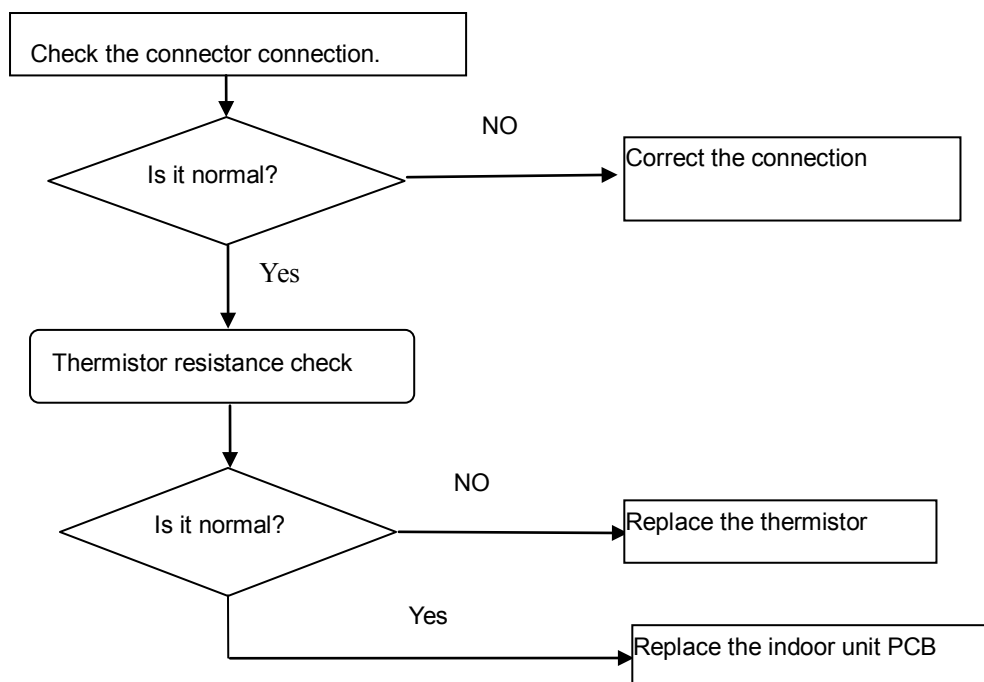 Check the connector connection.
NO
Is it normal?
Correct the connection
Yes
Thermistor resistance check
NO
Is it normal?
Replace the thermistor
Yes
Replace the indoor unit PCB